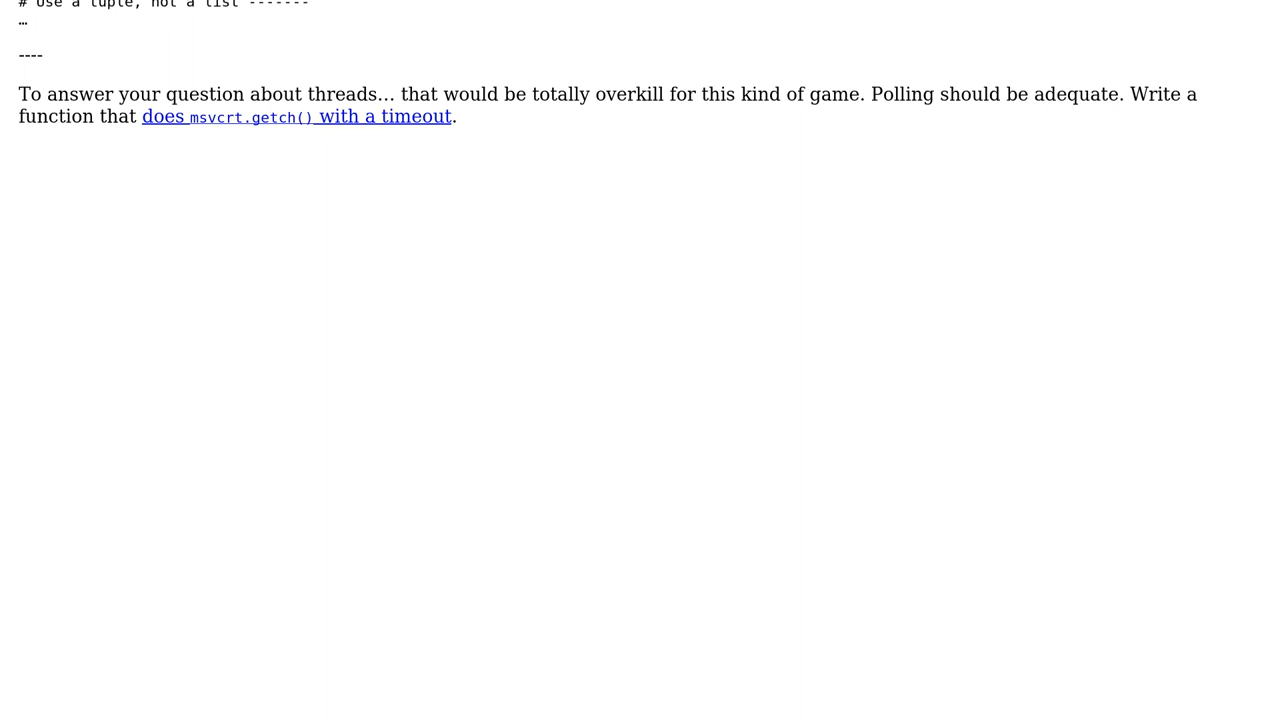 # Use a tuple, not a list -------
…
----
To answer your question about threads… that would be totally overkill for this kind of game. Polling should be adequate. Write a
function that does msvcrt.getch() with a timeout.